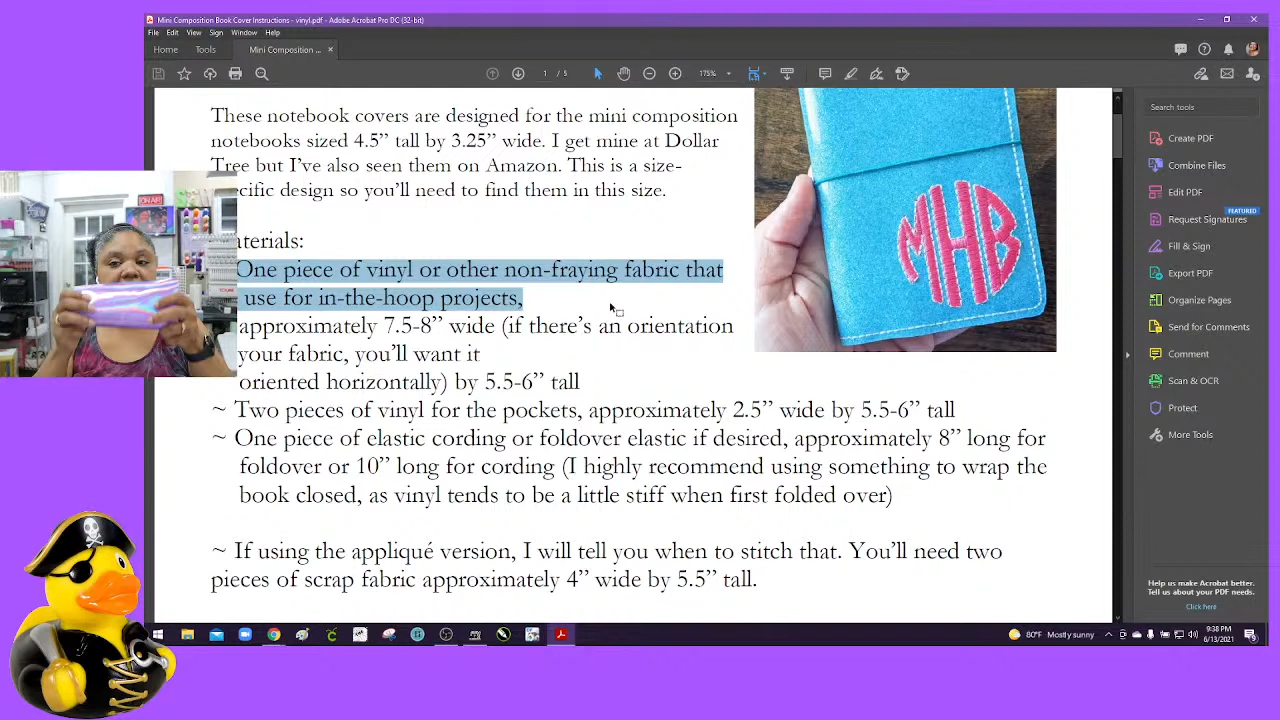 Mini Composition Book Cover Instructions - vinyl.pdf - Adobe Acrobat Pro DC (32-bit)
File Edit View Sign Window Help
Home Tools Mini Composition ... ×
1 / 5 175%
These notebook covers are designed for the mini composition
notebooks sized 4.5” tall by 3.25” wide. I get mine at Dollar
Tree but I’ve also seen them on Amazon. This is a size-
cific design so you’ll need to find them in this size.
aterials:
One piece of vinyl or other non-fraying fabric that
use for in-the-hoop projects,
approximately 7.5-8” wide (if there’s an orientation
your fabric, you’ll want it
oriented horizontally) by 5.5-6” tall
~ Two pieces of vinyl for the pockets, approximately 2.5” wide by 5.5-6” tall
~ One piece of elastic cording or foldover elastic if desired, approximately 8” long for
foldover or 10” long for cording (I highly recommend using something to wrap the
book closed, as vinyl tends to be a little stiff when first folded over)
~ If using the appliqué version, I will tell you when to stitch that. You’ll need two
pieces of scrap fabric approximately 4” wide by 5.5” tall.
MHB
ON AIR
Search tools
Create PDF
Combine Files
Edit PDF
FEATURED
Request Signatures
Fill & Sign
Export PDF
Organize Pages
Send for Comments
Comment
Scan & OCR
Protect
More Tools
Help us make Acrobat better.
Tell us about your PDF needs.
Click here
80°F Mostly sunny
9:38 PM
6/13/2021